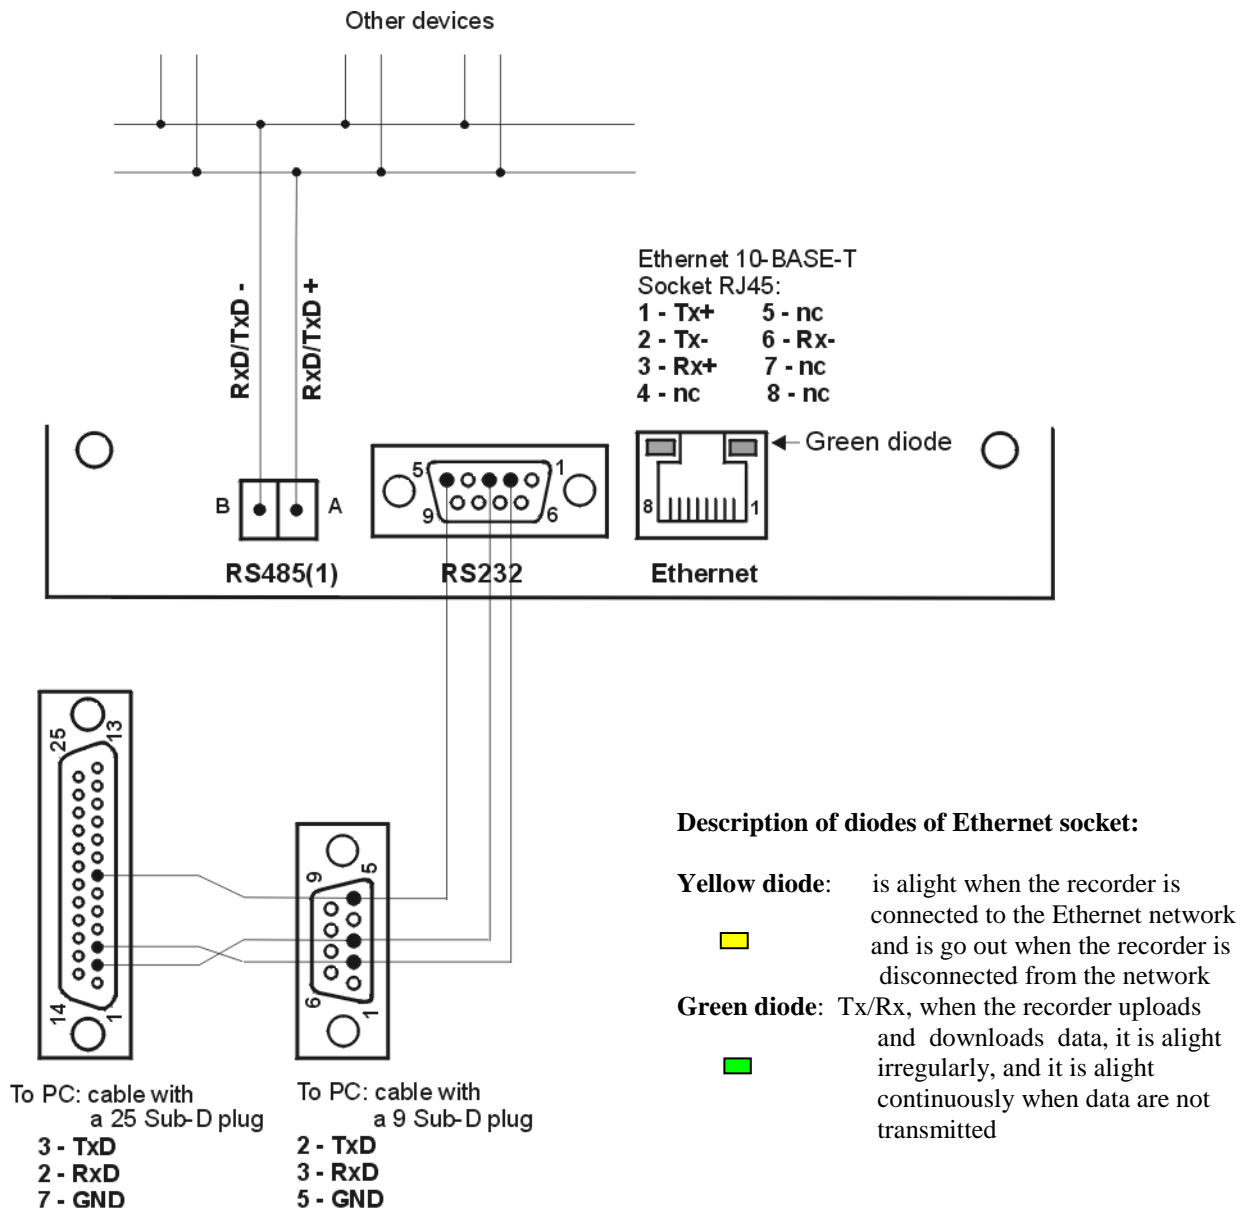 Other devices
RxD/TxD -
RxD/TxD +
Ethernet 10-BASE-T
Socket RJ45:
1 - Tx+ 5 - nc
2 - Tx- 6 - Rx-
3 - Rx+ 7 - nc
4 - nc 8 - nc
Green diode
5 1
9 6
8 1
B A
RS485(1) RS232 Ethernet
25 13
14 1
9 5
6 1
To PC: cable with
a 25 Sub-D plug
3 - TxD
2 - RxD
7 - GND
To PC: cable with
a 9 Sub-D plug
2 - TxD
3 - RxD
5 - GND
Description of diodes of Ethernet socket:
Yellow diode: is alight when the recorder is
connected to the Ethernet network
and is go out when the recorder is
disconnected from the network
Green diode: Tx/Rx, when the recorder uploads
and downloads data, it is alight
irregularly, and it is alight
continuously when data are not
transmitted